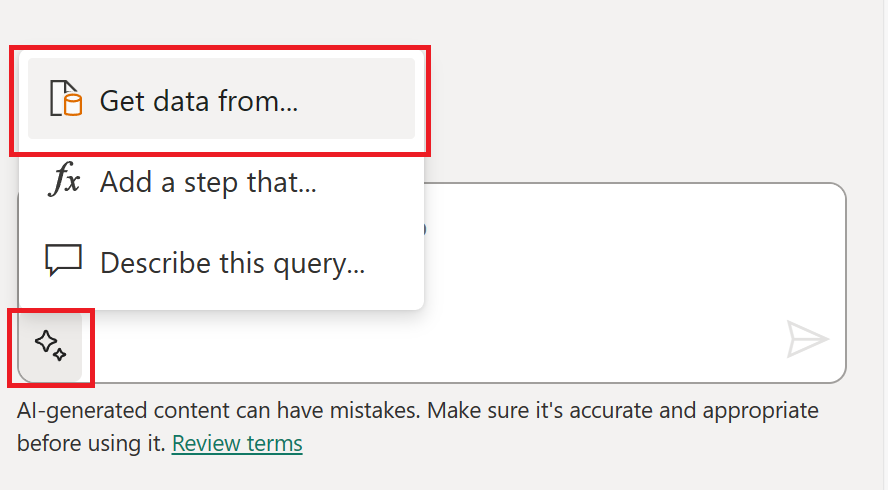 Get data from...
fx Add a step that...
Describe this query...
AI-generated content can have mistakes. Make sure it's accurate and appropriate
before using it. Review terms